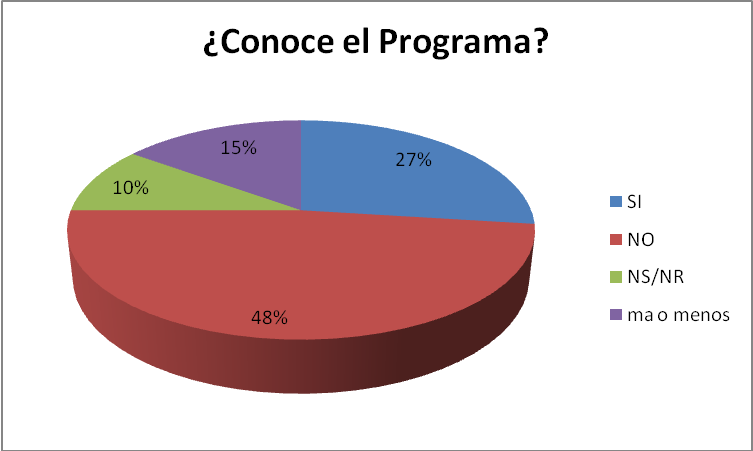 ¿Conoce el Programa?
15%
27%
10%
48%
SI
NO
NS/NR
ma o menos